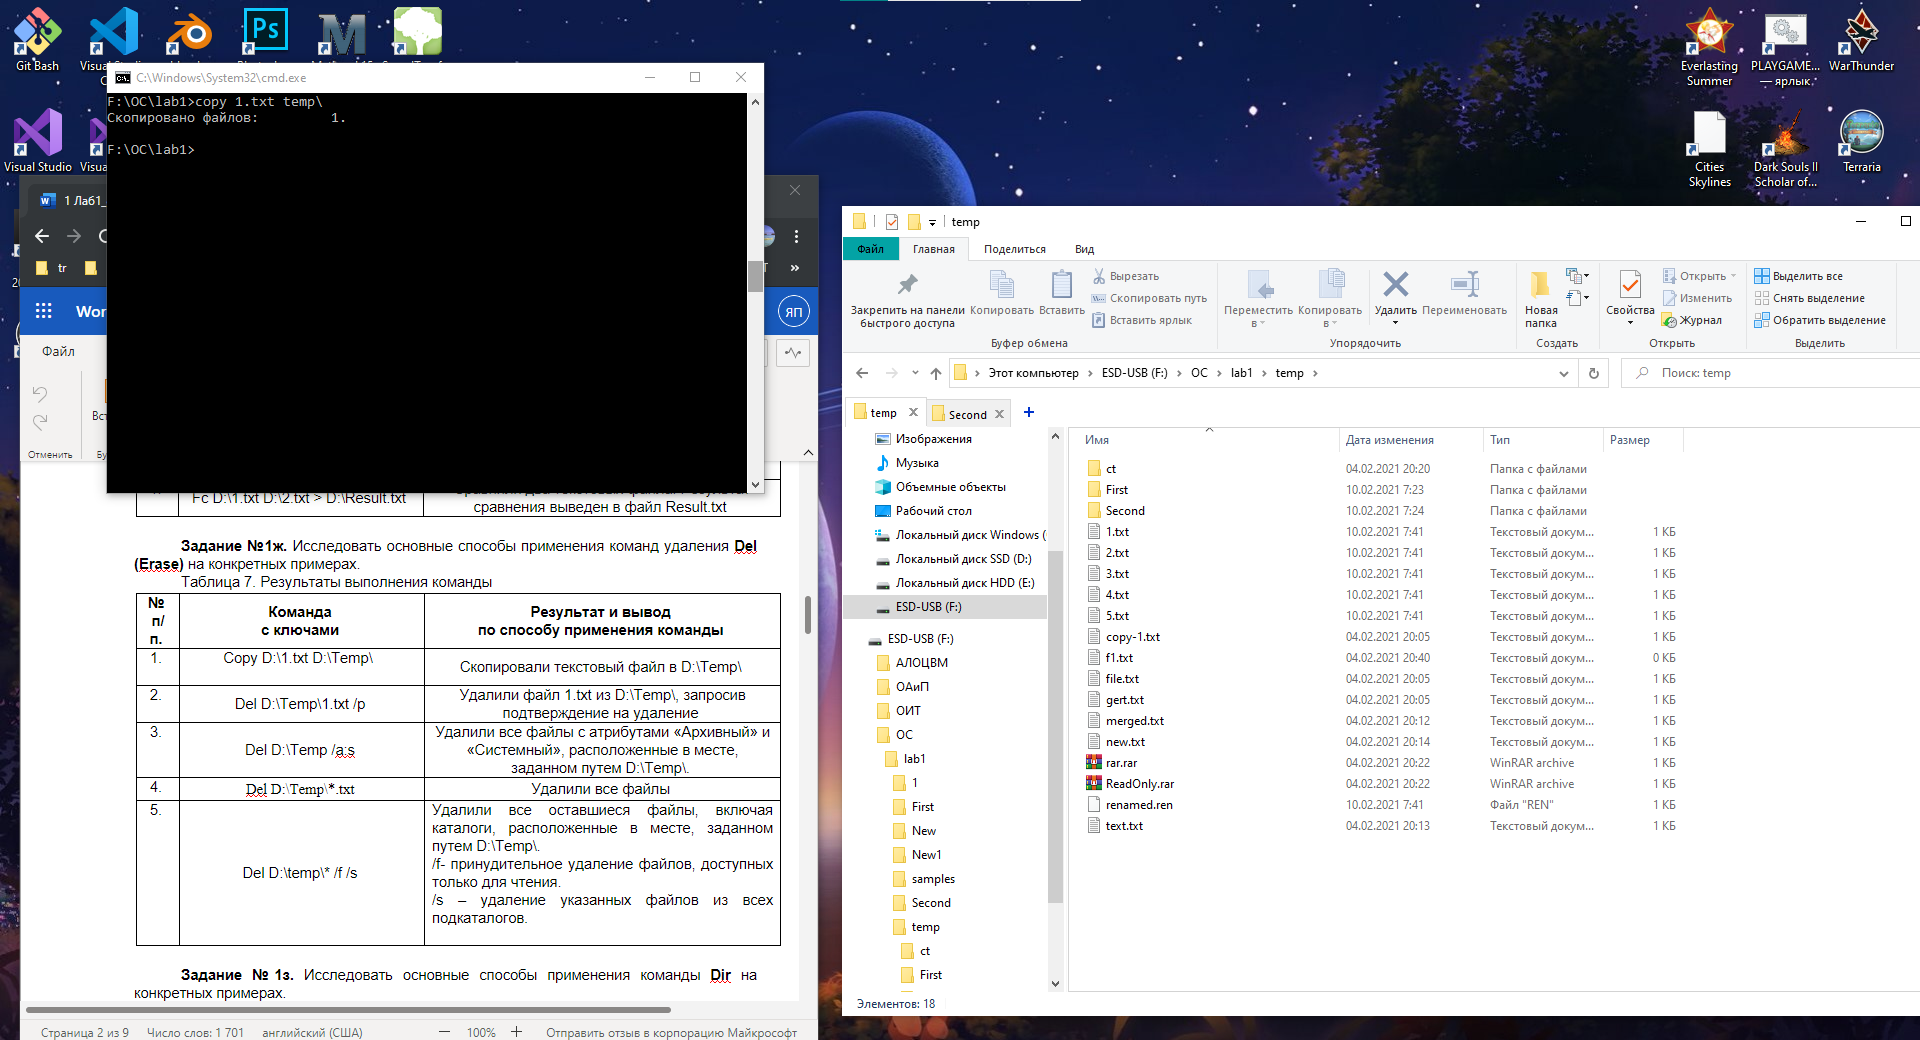 Git Bash
Visual Studio
Everlasting
Summer
PLAYGAME...
— ярлык.
WarThunder
Cities
Skylines
Dark Souls II
Scholar of...
Terraria
C:\Windows\System32\cmd.exe
F:\OC\lab1>copy 1.txt temp\
Скопировано файлов:         1.
F:\OC\lab1>
1 Лаб1_
tr
Wor
ЯП
Файл
Вст
Отменить
Бу
Fc D:\1.txt D:\2.txt > D:\Result.txt
сравнения выведен в файл Result.txt
Задание №1ж. Исследовать основные способы применения команд удаления Del
(Erase) на конкретных примерах.
Таблица 7. Результаты выполнения команды
№
п/
п.
Команда
с ключами
Результат и вывод
по способу применения команды
1.
Copy D:\1.txt D:\Temp\
Скопировали текстовый файл в D:\Temp\
2.
Del D:\Temp\1.txt /p
Удалили файл 1.txt из D:\Temp\, запросив
подтверждение на удаление
3.
Del D:\Temp /a:s
Удалили все файлы с атрибутами «Архивный» и
«Системный», расположенные в месте,
заданном путем D:\Temp\.
4.
Del D:\Temp\*.txt
Удалили все файлы
5.
Del D:\temp\* /f /s
Удалили все оставшиеся файлы, включая
каталоги, расположенные в месте, заданном
путем D:\Temp\.
/f- принудительное удаление файлов, доступных
только для чтения.
/s – удаление указанных файлов из всех
подкаталогов.
Задание № 1з. Исследовать основные способы применения команды Dir на
конкретных примерах.
Страница 2 из 9 Число слов: 1 701 английский (США) 100% Отправить отзыв в корпорацию Майкрософт
temp
Файл Главная Поделиться Вид
Закрепить на панели
быстрого доступа
Копировать
Вставить
Вырезать
Скопировать путь
Вставить ярлык
Буфер обмена
Переместить
в
Копировать
в
Удалить
Переименовать
Упорядочить
Новая
папка
Создать
Свойства
Открыть
Изменить
Журнал
Открыть
Выделить все
Снять выделение
Обратить выделение
Выделить
Этот компьютер > ESD-USB (F:) > ОС > lab1 > temp >
Поиск: temp
temp
Second
Изображения
Музыка
Объемные объекты
Рабочий стол
Локальный диск Windows (
Локальный диск SSD (D:)
Локальный диск HDD (E:)
ESD-USB (F:)
ESD-USB (F:)
АЛОЦВМ
ОАиП
ОИТ
ОС
lab1
1
First
New
New1
samples
Second
temp
ct
First
Имя Дата изменения Тип Размер
ct 04.02.2021 20:20 Папка с файлами
First 10.02.2021 7:23 Папка с файлами
Second 10.02.2021 7:24 Папка с файлами
1.txt 10.02.2021 7:41 Текстовый докум... 1 КБ
2.txt 10.02.2021 7:41 Текстовый докум... 1 КБ
3.txt 10.02.2021 7:41 Текстовый докум... 1 КБ
4.txt 10.02.2021 7:41 Текстовый докум... 1 КБ
5.txt 10.02.2021 7:41 Текстовый докум... 1 КБ
copy-1.txt 04.02.2021 20:05 Текстовый докум... 1 КБ
f1.txt 04.02.2021 20:40 Текстовый докум... 0 КБ
file.txt 04.02.2021 20:05 Текстовый докум... 1 КБ
gert.txt 04.02.2021 20:05 Текстовый докум... 1 КБ
merged.txt 04.02.2021 20:12 Текстовый докум... 1 КБ
new.txt 04.02.2021 20:14 Текстовый докум... 1 КБ
rar.rar 04.02.2021 20:22 WinRAR archive 1 КБ
ReadOnly.rar 04.02.2021 20:22 WinRAR archive 1 КБ
renamed.ren 10.02.2021 7:41 Файл "REN" 1 КБ
text.txt 04.02.2021 20:13 Текстовый докум... 1 КБ
Элементов: 18